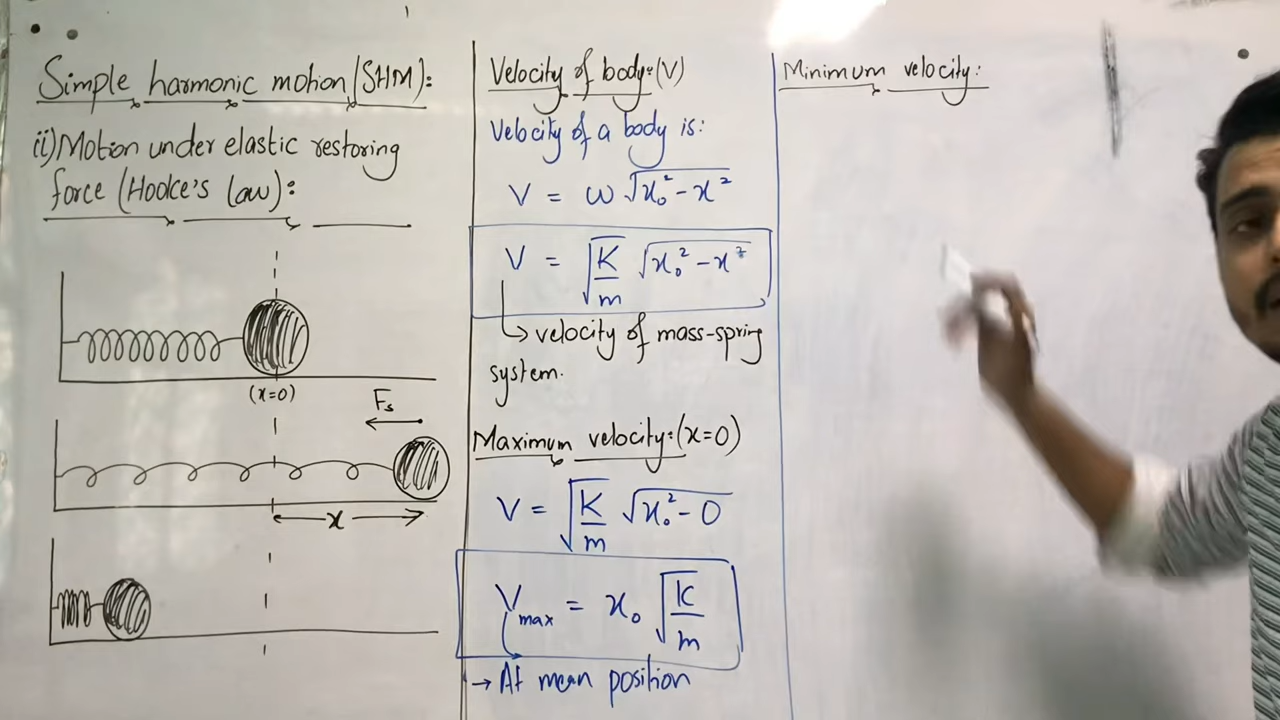 Simple harmonic motion (SHM):
ii) Motion under elastic restoring
force (Hooke's law):
(x=0)
Fs
x
Velocity of body:(V)
Velocity of a body is:
V = ω √x₀² - x²
V = √K/m √x₀² - x²
↳ velocity of mass-spring
system.
Maximum velocity:(x=0)
V = √K/m √x₀² - 0
Vmax = x₀ √K/m
→ At mean position
Minimum velocity: